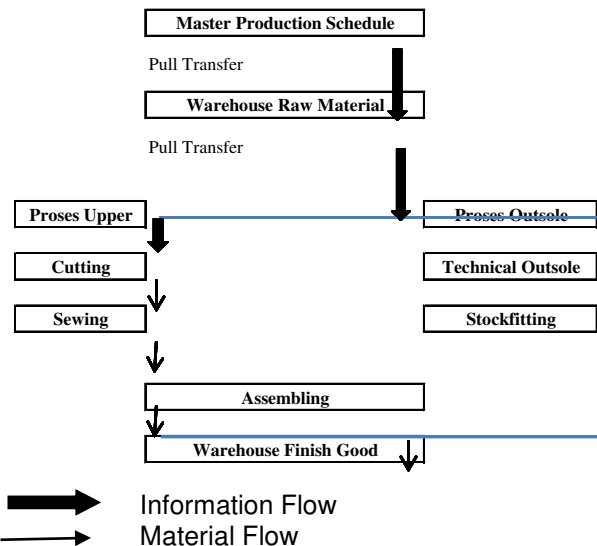 Master Production Schedule
Pull Transfer
Warehouse Raw Material
Pull Transfer
Proses Upper
Proses Outsole
Cutting
Technical Outsole
Sewing
Stockfitting
Assembling
Warehouse Finish Good
Information Flow
Material Flow